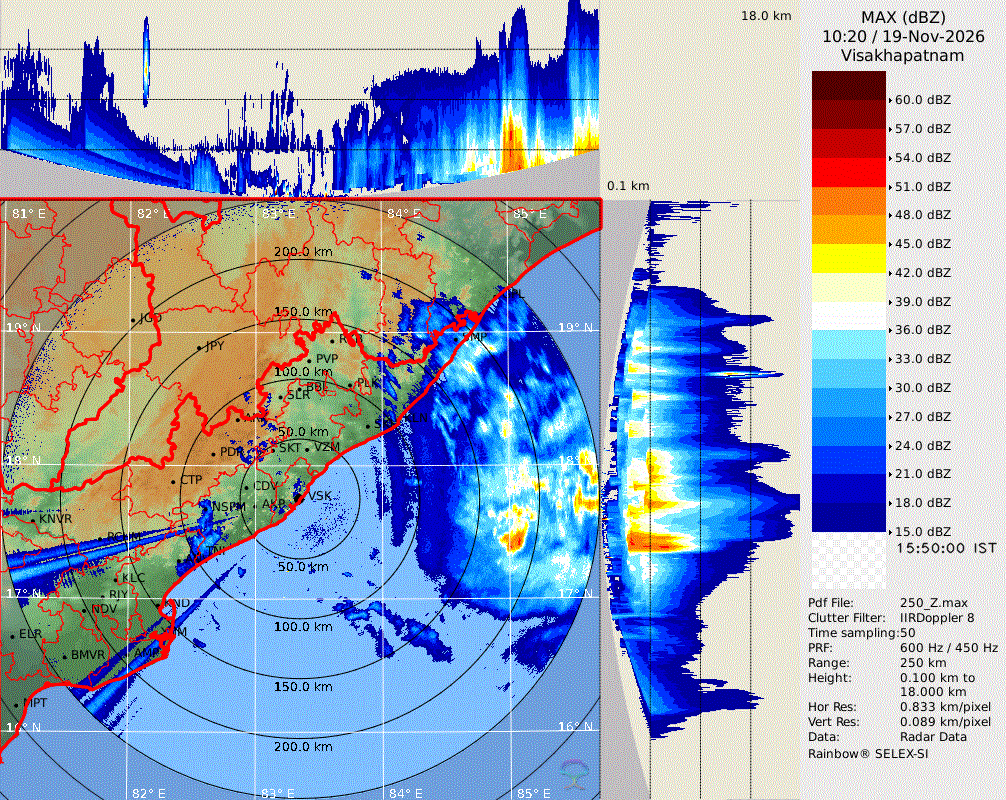 18.0 km
MAX (dBZ)
10:20 / 19-Nov-2026
Visakhapatnam
60.0 dBZ
57.0 dBZ
54.0 dBZ
51.0 dBZ
48.0 dBZ
45.0 dBZ
42.0 dBZ
39.0 dBZ
36.0 dBZ
33.0 dBZ
30.0 dBZ
27.0 dBZ
24.0 dBZ
21.0 dBZ
18.0 dBZ
15.0 dBZ
15:50:00 IST
0.1 km
81° E
82° E
83° E
84° E
85° E
200.0 km
150.0 km
JGD
19° N
19° N
JPY
PVP
100.0 km
PLK
BBL
SLR
50.0 km
PDR
SKT
VZM
18° N
18° N
CTP
CDV
VSK
NSPM
AKP
KNVR
50.0 km
KLC
RJY
17° N
17° N
NDV
100.0 km
ELR
BMVR
150.0 km
MPT
16° N
16° N
200.0 km
82° E
83° E
84° E
85° E
Pdf File: 250_Z.max
Clutter Filter: IIRDoppler 8
Time sampling:50
PRF: 600 Hz / 450 Hz
Range: 250 km
Height: 0.100 km to
18.000 km
Hor Res: 0.833 km/pixel
Vert Res: 0.089 km/pixel
Data: Radar Data
Rainbow® SELEX-SI